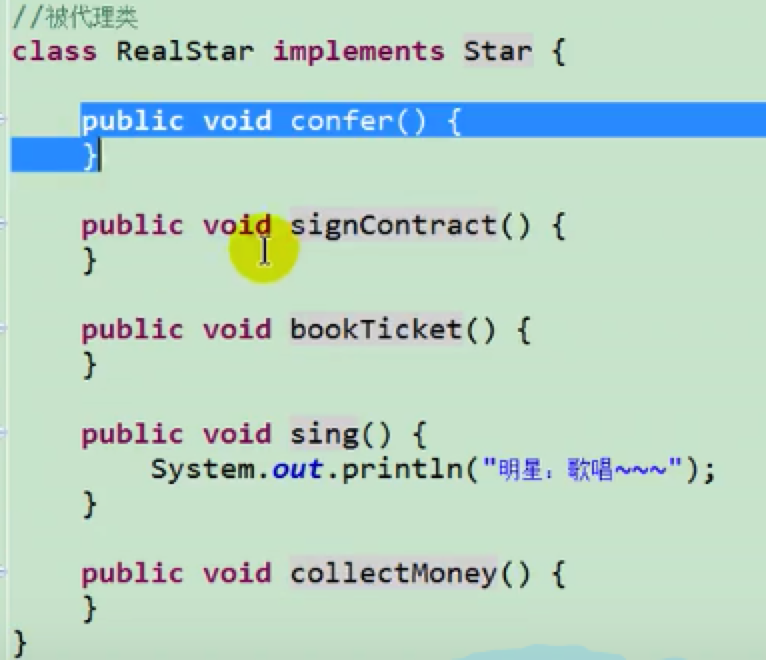 //被代理类
class RealStar implements Star {
public void confer() {
}
public void signContract() {
}
public void bookTicket() {
}
public void sing() {
System.out.println("明星：歌唱~~~");
}
public void collectMoney() {
}
}